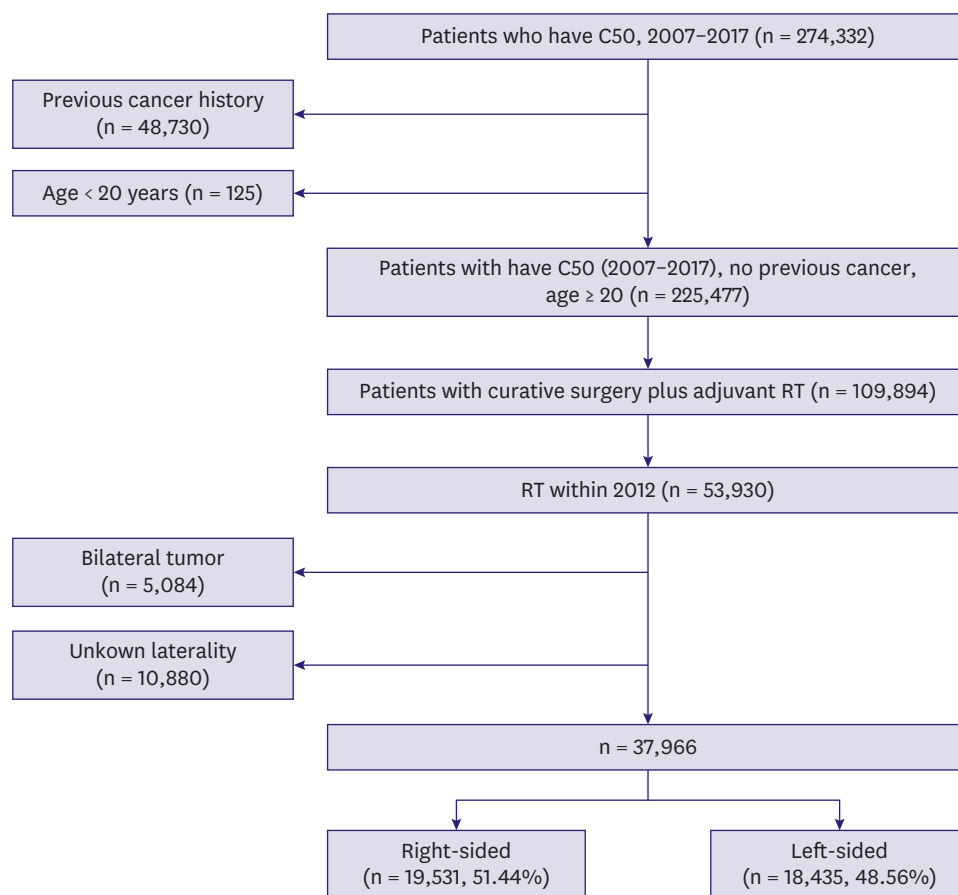 Patients who have C50, 2007–2017 (n = 274,332)
Previous cancer history
(n = 48,730)
Age < 20 years (n = 125)
Patients with have C50 (2007–2017), no previous cancer,
age ≥ 20 (n = 225,477)
Patients with curative surgery plus adjuvant RT (n = 109,894)
RT within 2012 (n = 53,930)
Bilateral tumor
(n = 5,084)
Unkown laterality
(n = 10,880)
n = 37,966
Right-sided
(n = 19,531, 51.44%)
Left-sided
(n = 18,435, 48.56%)